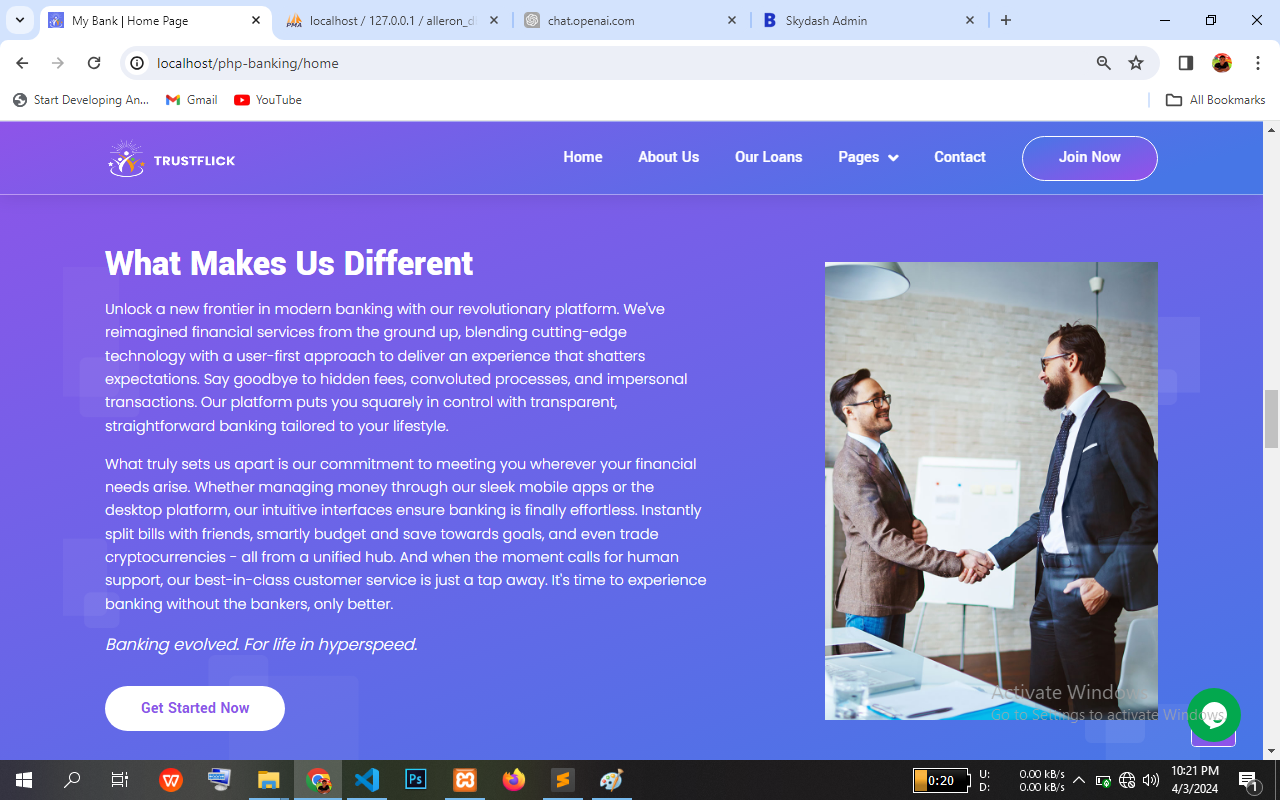 My Bank | Home Page
localhost / 127.0.0.1 / alleron_d
chat.openai.com
Skydash Admin
localhost/php-banking/home
Start Developing An...
Gmail
YouTube
All Bookmarks
TRUSTFLICK
Home
About Us
Our Loans
Pages
Contact
Join Now
What Makes Us Different
Unlock a new frontier in modern banking with our revolutionary platform. We've
reimagined financial services from the ground up, blending cutting-edge
technology with a user-first approach to deliver an experience that shatters
expectations. Say goodbye to hidden fees, convoluted processes, and impersonal
transactions. Our platform puts you squarely in control with transparent,
straightforward banking tailored to your lifestyle.
What truly sets us apart is our commitment to meeting you wherever your financial
needs arise. Whether managing money through our sleek mobile apps or the
desktop platform, our intuitive interfaces ensure banking is finally effortless. Instantly
split bills with friends, smartly budget and save towards goals, and even trade
cryptocurrencies - all from a unified hub. And when the moment calls for human
support, our best-in-class customer service is just a tap away. It's time to experience
banking without the bankers, only better.
Banking evolved. For life in hyperspeed.
Get Started Now
Activate Windows
Go to Settings to activate Windows.
0:20
U: 0.00 kB/s
D: 0.00 kB/s
10:21 PM
4/3/2024
1